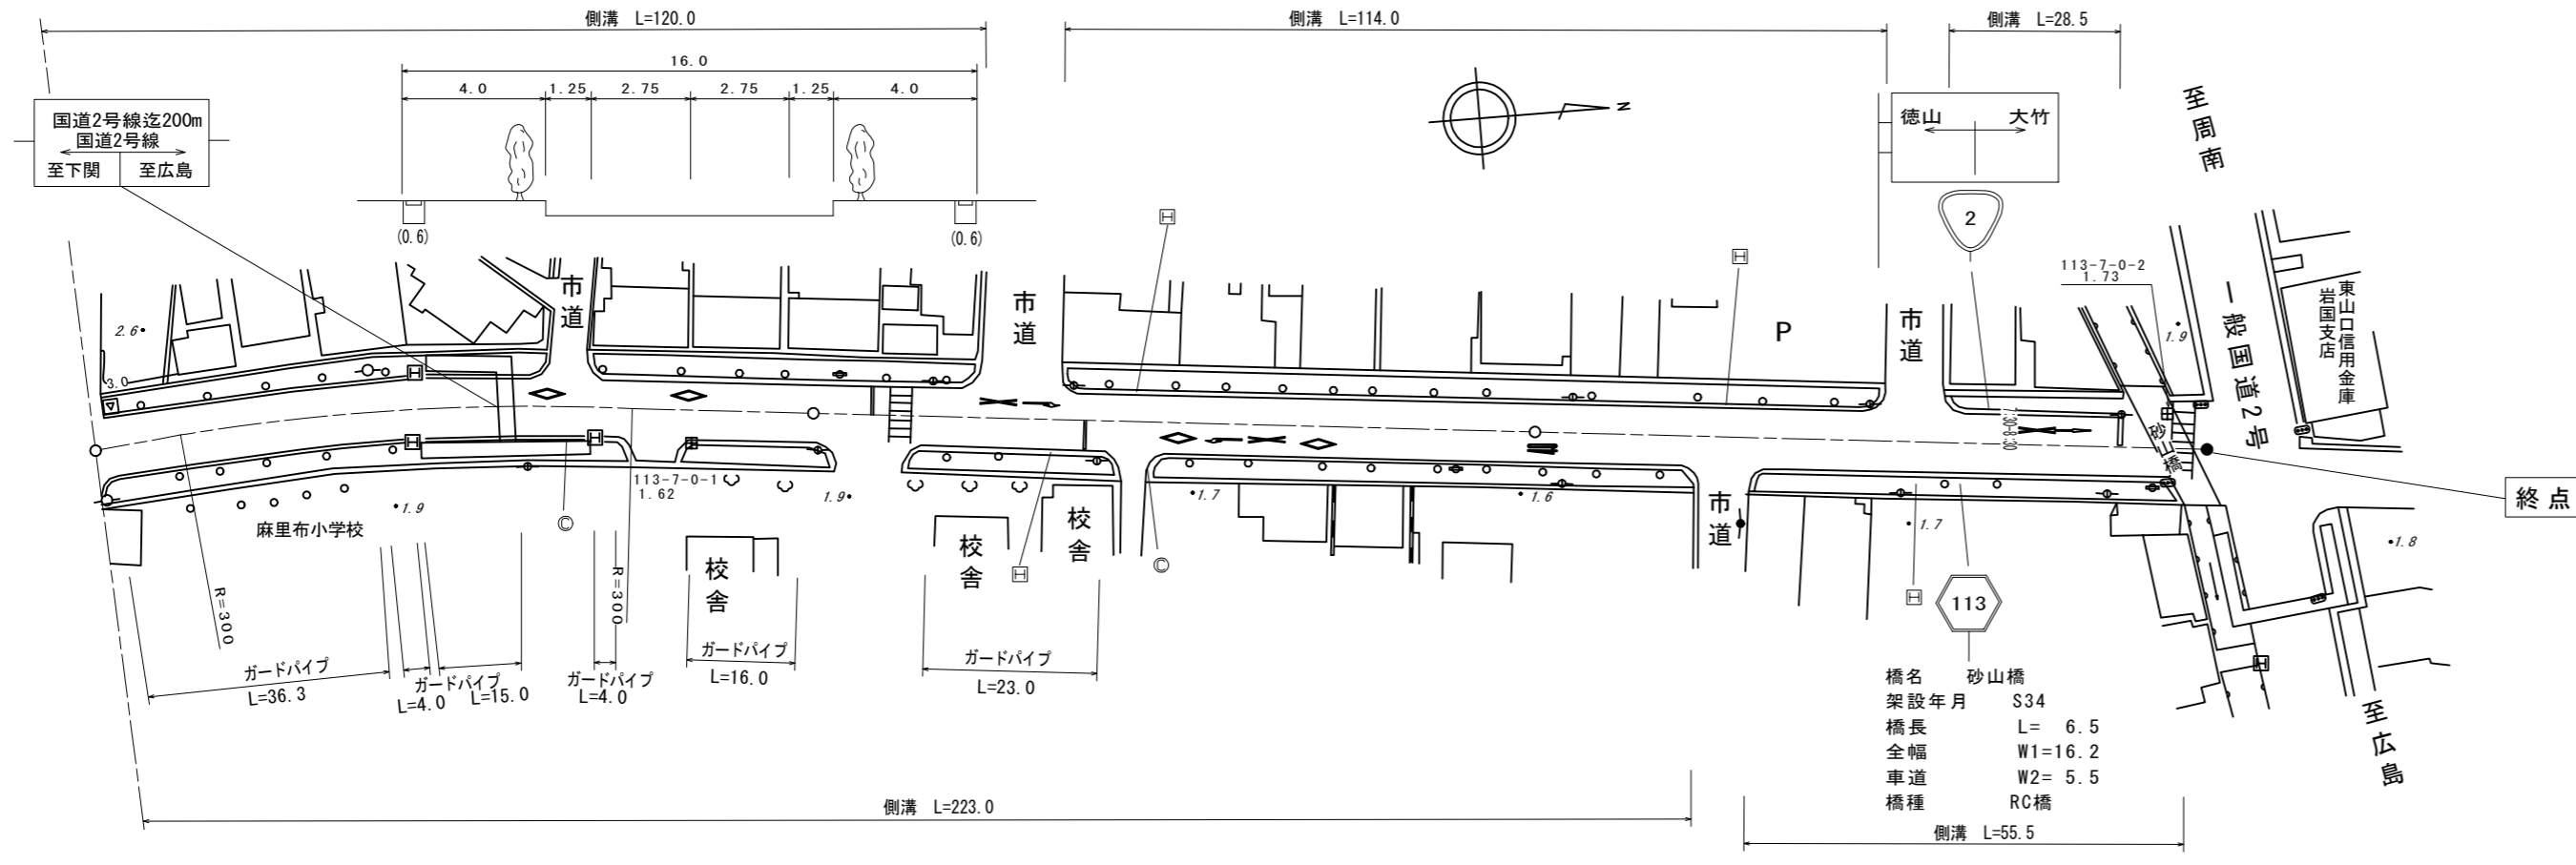 側溝 L=120.0
側溝 L=114.0
側溝 L=28.5
16.0
4.0 1.25 2.75 2.75 1.25 4.0
(0.6) (0.6)
国道2号線迄200m
国道2号線
至下関 至広島
N
徳山 大竹
2
至周南
113-7-0-2
1.73
一般国道2号
東山口信用金庫
岩国支店
市道
市道
市道
市道
P
H
H
H
H
H
H
H
H
H
C
C
2.6
3.0
1.9
1.9
1.7
1.6
1.7
1.9
1.8
7:30-8:30
砂山橋
終点
113-7-0-1
1.62
麻里布小学校
校舎
校舎
校舎
R=300
R=300
ガードパイプ
L=36.3
L=4.0
ガードパイプ
L=15.0
ガードパイプ
L=4.0
ガードパイプ
L=16.0
ガードパイプ
L=23.0
113
橋名 砂山橋
架設年月 S34
橋長 L= 6.5
全幅 W1=16.2
車道 W2= 5.5
橋種 RC橋
至広島
側溝 L=223.0
側溝 L=55.5